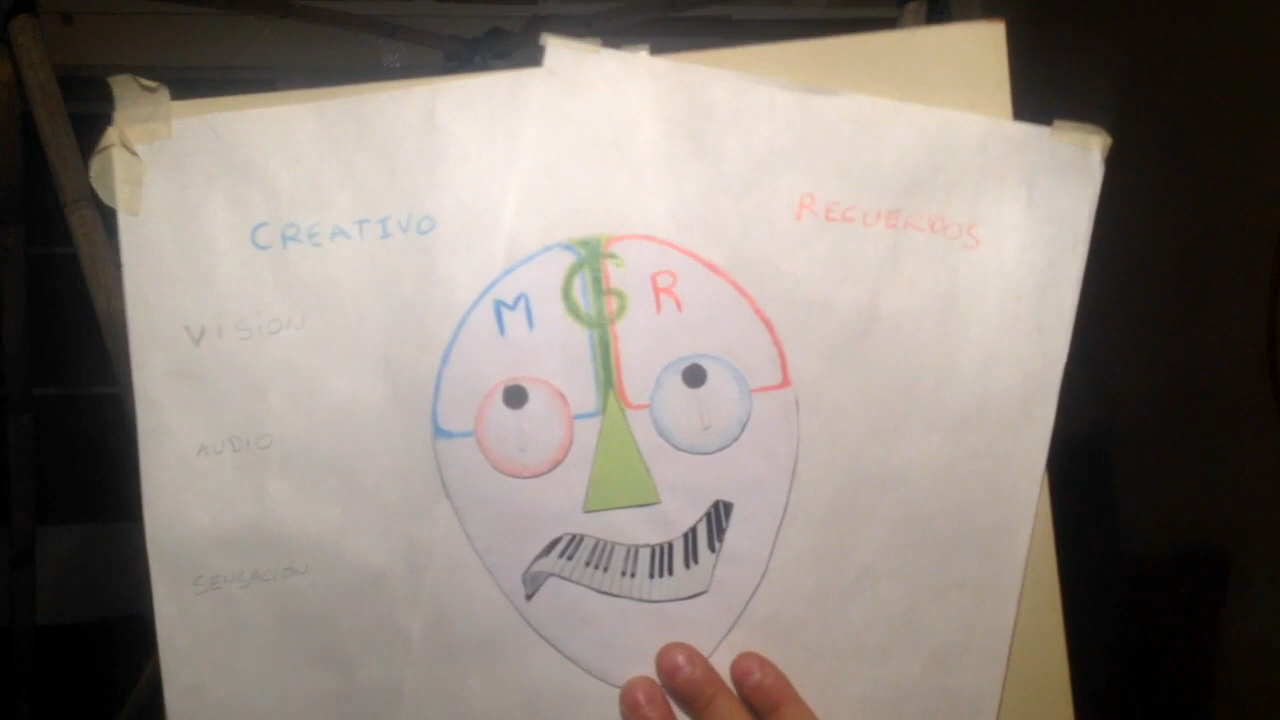 CREATIVO
RECUERDOS
M G R
VISION
AUDIO
SENSACION